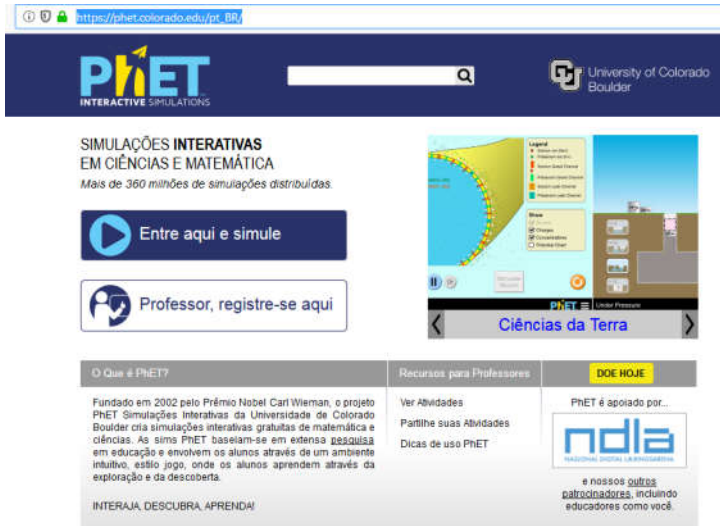 https://phet.colorado.edu/pt_BR/
PhET
INTERACTIVE SIMULATIONS
University of Colorado
Boulder
SIMULAÇÕES INTERATIVAS
EM CIÊNCIAS E MATEMÁTICA
Mais de 360 milhões de simulações distribuídas.
Entre aqui e simule
Professor, registre-se aqui
Legend
Show
Charges
Concentrations
PhET
Under Pressure
Ciências da Terra
O Que é PhET?
Fundado em 2002 pelo Prêmio Nobel Carl Wieman, o projeto
PhET Simulações Interativas da Universidade de Colorado
Boulder cria simulações interativas gratuitas de matemática e
ciências. As sims PhET baseiam-se em extensa pesquisa
em educação e envolvem os alunos através de um ambiente
intuitivo, estilo jogo, onde os alunos aprendem através da
exploração e da descoberta.
INTERAJA, DESCUBRA, APRENDA!
Recursos para Professores
Ver Atividades
Partilhe suas Atividades
Dicas de uso PhET
DOE HOJE
PhET é apoiado por...
ndla
NASJONAL DIGITAL LÆRINGSARENA
e nossos outros
patrocinadores, incluindo
educadores como você.